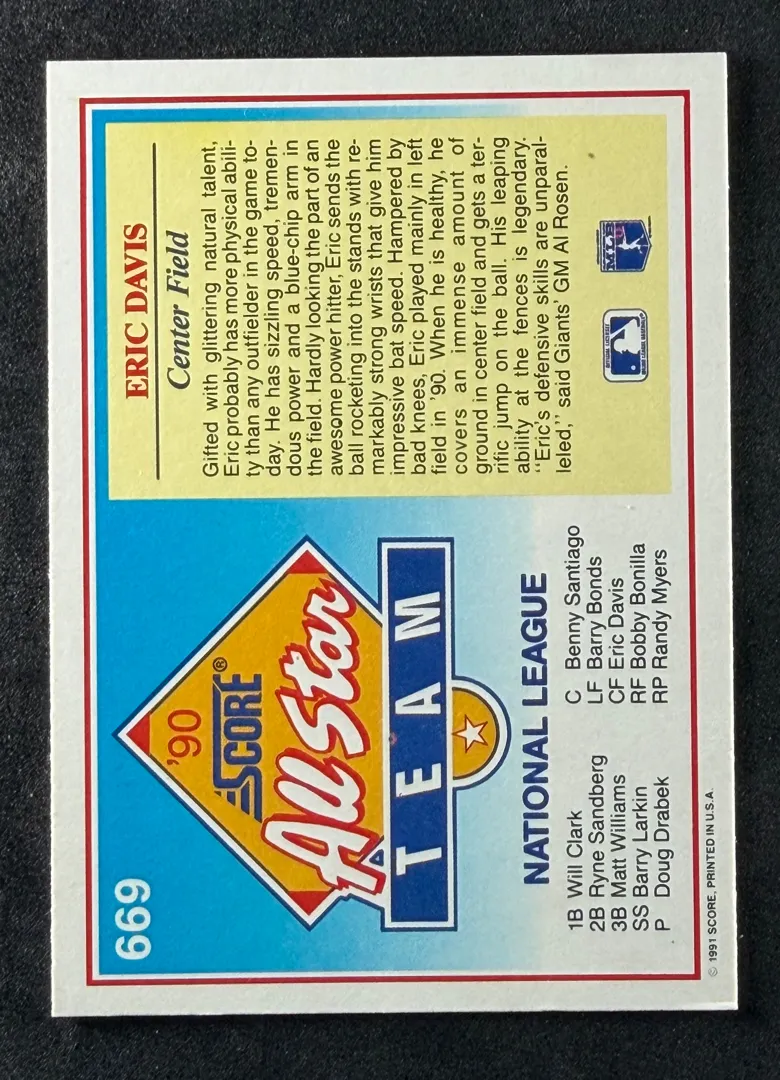 669
'90
SCORE®
All Star
TEAM
NATIONAL LEAGUE
1B Will Clark
2B Ryne Sandberg
3B Matt Williams
SS Barry Larkin
P Doug Drabek
C Benny Santiago
LF Barry Bonds
CF Eric Davis
RF Bobby Bonilla
RP Randy Myers
ERIC DAVIS
Center Field
Gifted with glittering natural talent,
Eric probably has more physical abili-
ty than any outfielder in the game to-
day. He has sizzling speed, tremen-
dous power and a blue-chip arm in
the field. Hardly looking the part of an
awesome power hitter, Eric sends the
ball rocketing into the stands with re-
markably strong wrists that give him
impressive bat speed. Hampered by
bad knees, Eric played mainly in left
field in '90. When he is healthy, he
covers an immense amount of
ground in center field and gets a ter-
rific jump on the ball. His leaping
ability at the fences is legendary.
“Eric's defensive skills are unparal-
leled,” said Giants' GM Al Rosen.
MLB
© 1991 SCORE, PRINTED IN U.S.A.